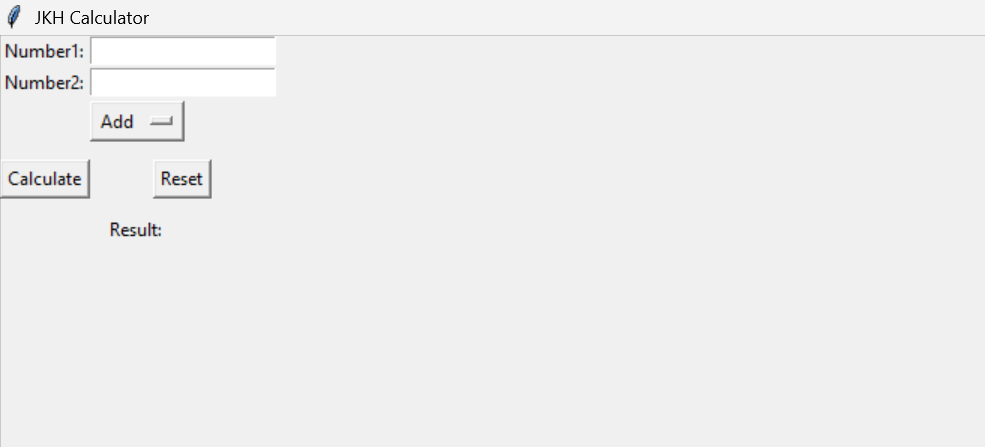 JKH Calculator
Number1:
Number2:
Add
Calculate Reset
Result: